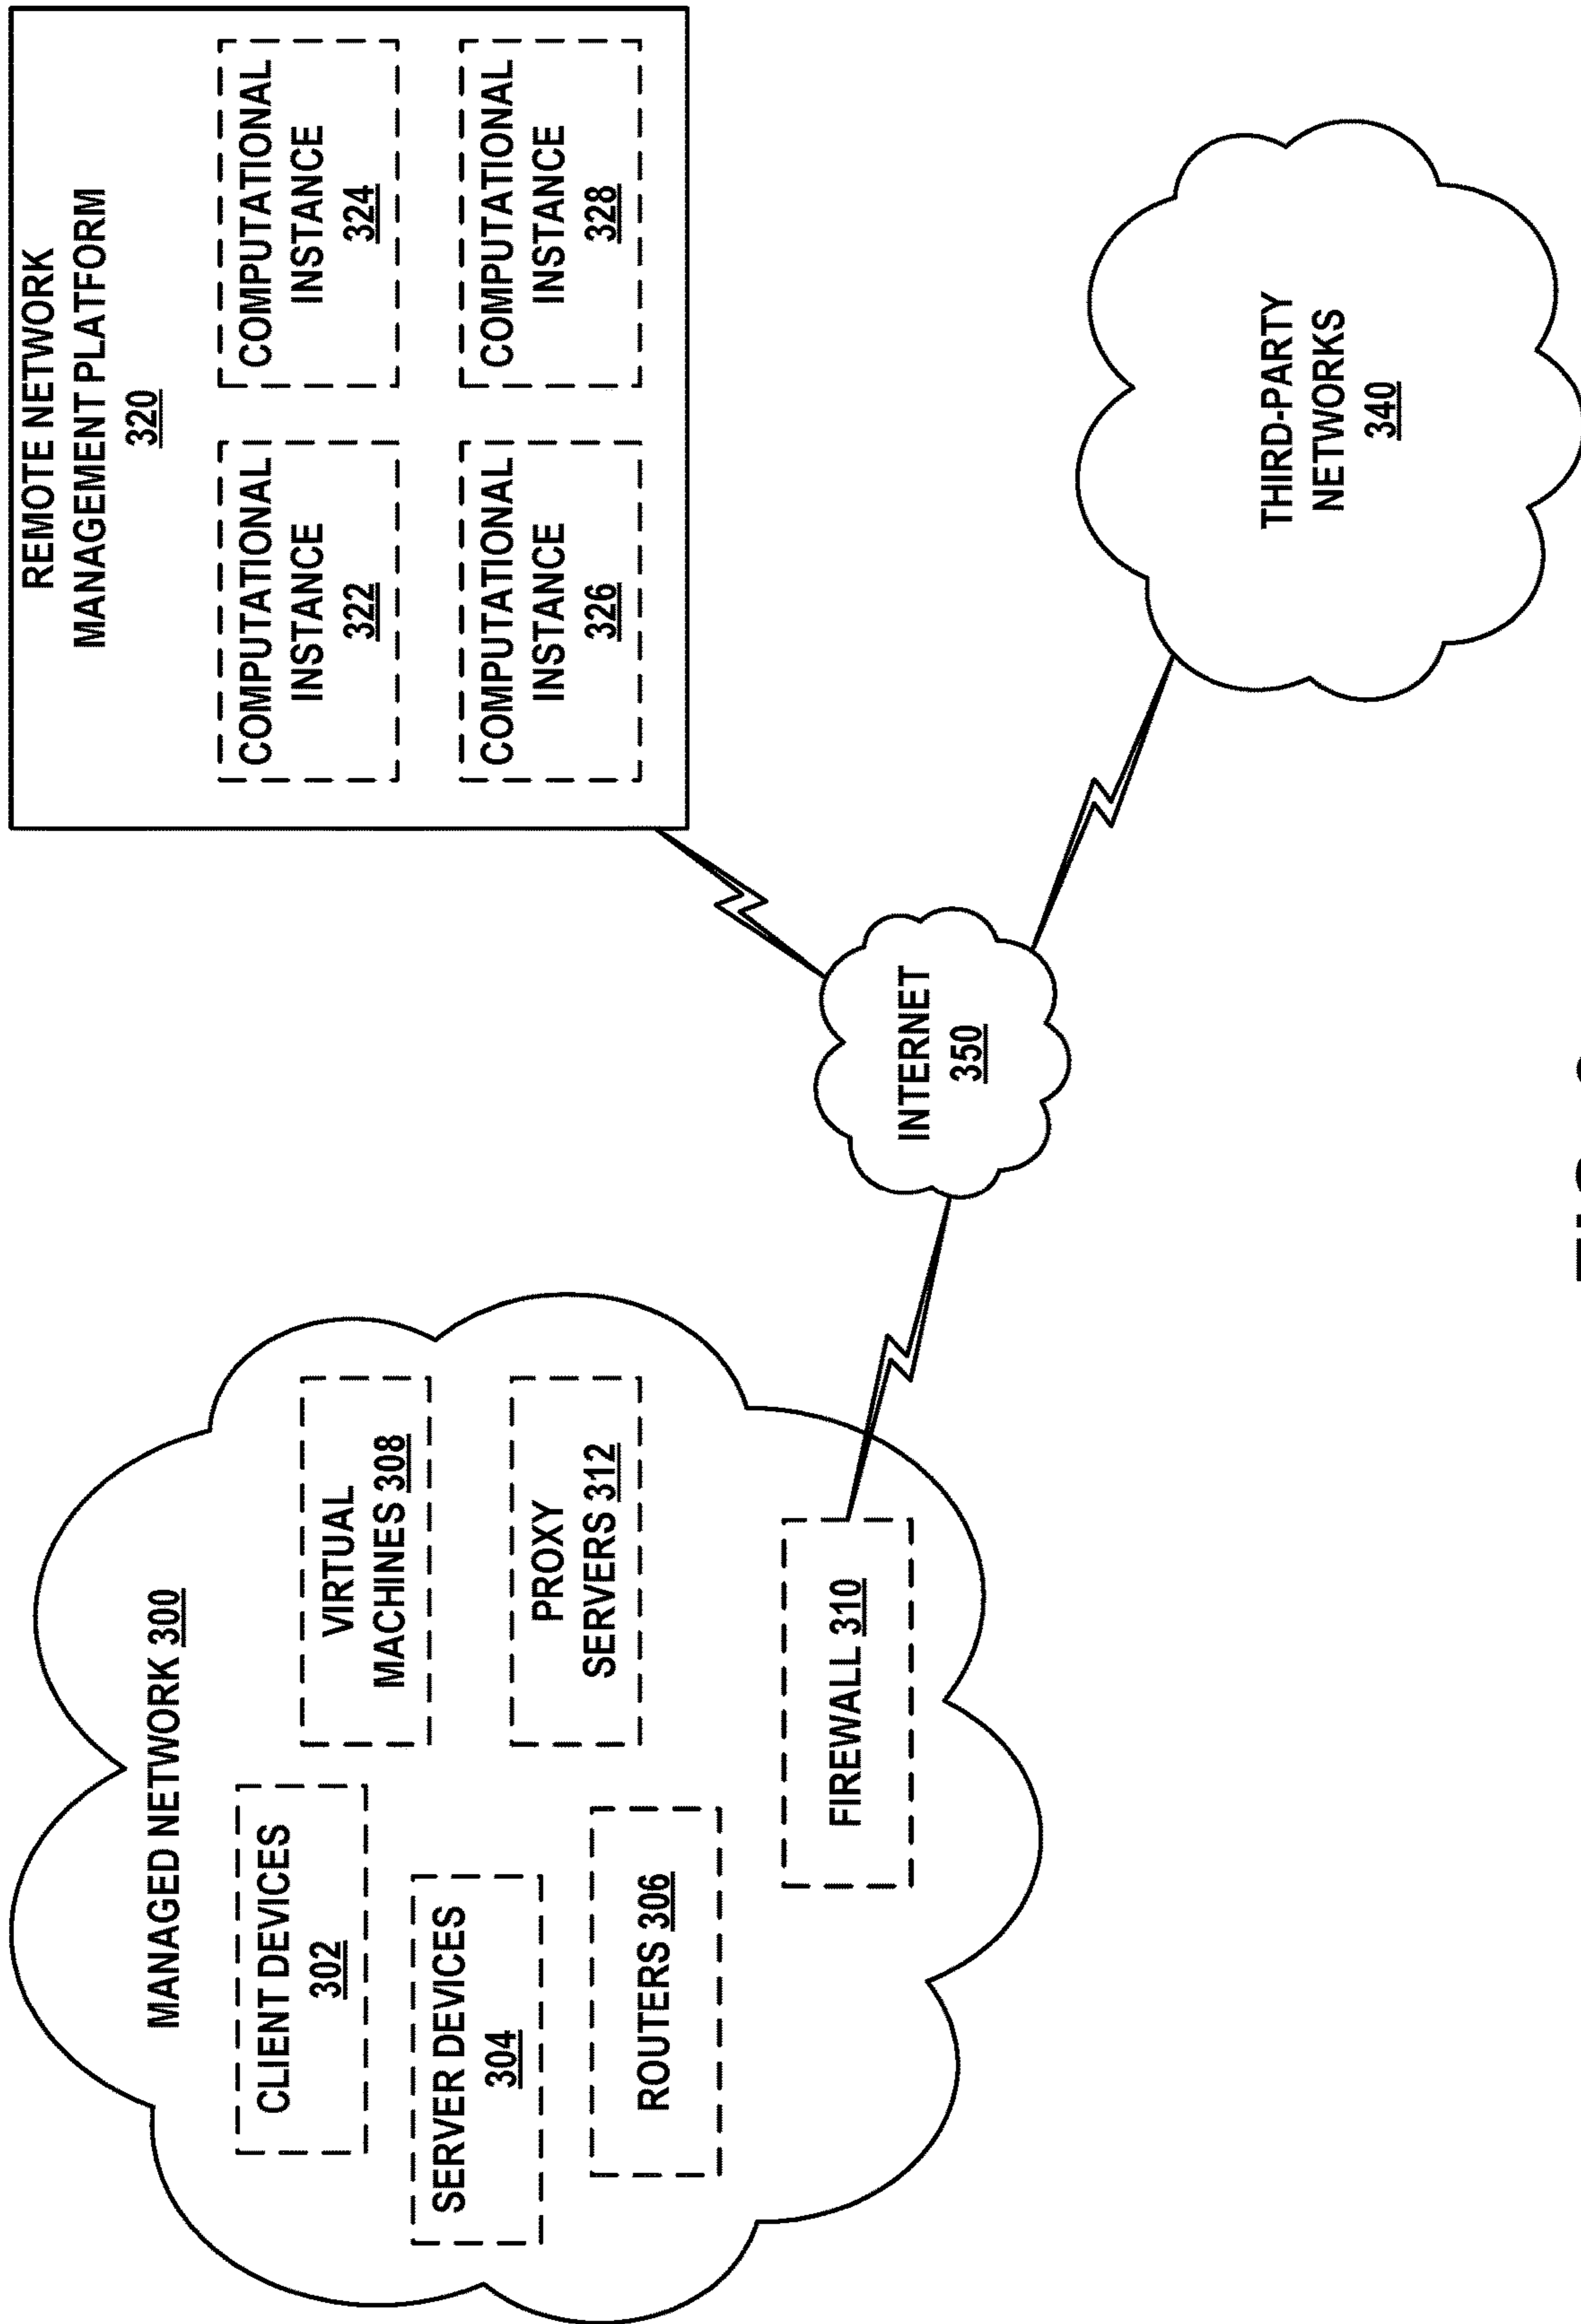 MANAGED NETWORK 300
CLIENT DEVICES
302
SERVER DEVICES
304
ROUTERS 306
VIRTUAL
MACHINES 308
PROXY
SERVERS 312
FIREWALL 310
INTERNET
350
REMOTE NETWORK
MANAGEMENT PLATFORM
320
COMPUTATIONAL
INSTANCE
322
COMPUTATIONAL
INSTANCE
324
COMPUTATIONAL
INSTANCE
326
COMPUTATIONAL
INSTANCE
328
THIRD-PARTY
NETWORKS
340